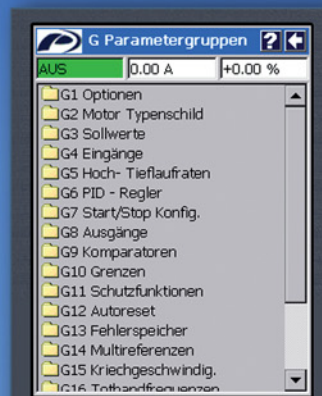 G Parametergruppen ?
AUS 0.00 A +0.00 %
G1 Optionen
G2 Motor Typenschild
G3 Sollwerte
G4 Eingänge
G5 Hoch- Tieflaufraten
G6 PID - Regler
G7 Start/Stop Konfig.
G8 Ausgänge
G9 Komparatoren
G10 Grenzen
G11 Schutzfunktionen
G12 Autoreset
G13 Fehlerspeicher
G14 Multireferenzen
G15 Kriechgeschwindig.
G16 Totbandfrequenzen